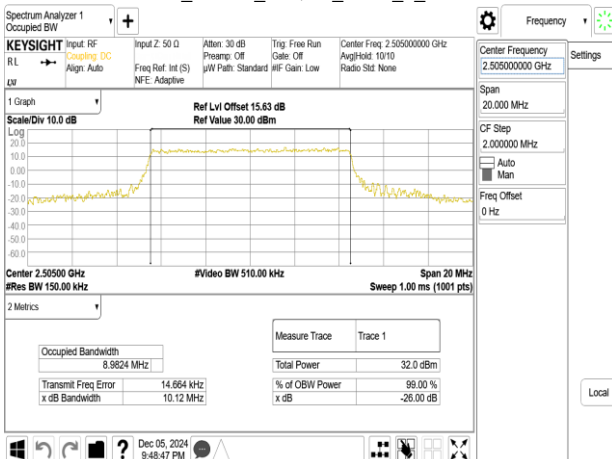 Spectrum Analyzer 1
Occupied BW
+
Frequency
KEYSIGHT
Input: RF
Input Z: 50 Ω
Atten: 30 dB
Trig: Free Run
Center Freq: 2.505000000 GHz
RL
Coupling: DC
Preamp: Off
Gate: Off
Avg|Hold: 10/10
Align: Auto
Freq Ref: Int (S)
µW Path: Standard
#IF Gain: Low
Radio Std: None
NFE: Adaptive
Center Frequency
2.505000000 GHz
Settings
Span
20.000 MHz
CF Step
2.000000 MHz
Auto
Man
Freq Offset
0 Hz
Local
1 Graph
Ref Lvl Offset 15.63 dB
Scale/Div 10.0 dB
Ref Value 30.00 dBm
Log
20.0
10.0
0.00
-10.0
-20.0
-30.0
-40.0
-50.0
-60.0
Center 2.50500 GHz
#Video BW 510.00 kHz
Span 20 MHz
#Res BW 150.00 kHz
Sweep 1.00 ms (1001 pts)
2 Metrics
Measure Trace
Trace 1
Occupied Bandwidth
8.9824 MHz
Total Power
32.0 dBm
Transmit Freq Error
14.664 kHz
% of OBW Power
99.00 %
x dB Bandwidth
10.12 MHz
x dB
-26.00 dB
?
Dec 05, 2024
9:48:47 PM